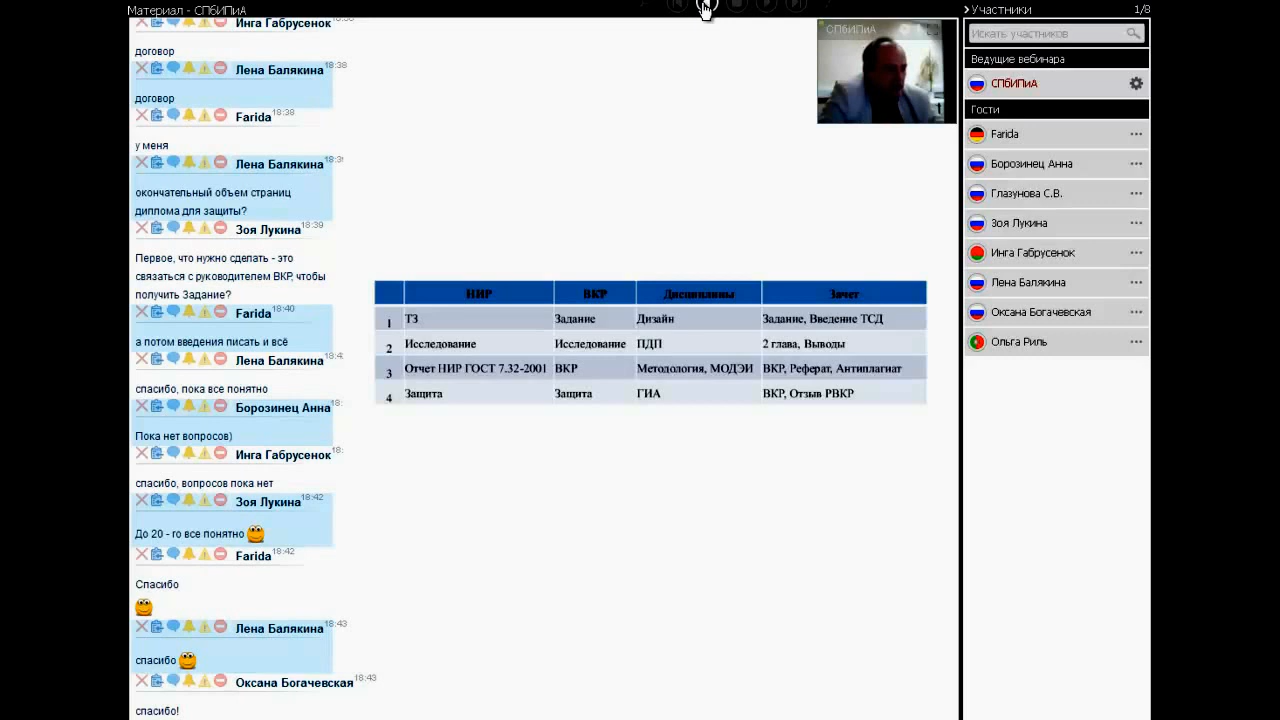 Материал - СПбИПиА
Инга Габрусенок
договор
Лена Балякина 18:38
договор
Farida 18:38
у меня
Лена Балякина
окончательный объем страниц
диплома для защиты?
Зоя Лукина 18:39
Первое, что нужно сделать - это
связаться с руководителем ВКР, чтобы
получить Задание?
Farida 18:40
а потом введения писать и всё
Лена Балякина
спасибо, пока все понятно
Борозинец Анна
Пока нет вопросов)
Инга Габрусенок
спасибо, вопросов пока нет
Зоя Лукина 18:42
До 20 - го все понятно
Farida 18:42
Спасибо
Лена Балякина 18:43
спасибо
Оксана Богачевская 18:43
спасибо!
СПбИПиА
НИР ВКР Дисциплины Зачет
1 ТЗ Задание Дизайн Задание, Введение ТСД
2 Исследование Исследование ПДП 2 глава, Выводы
3 Отчет НИР ГОСТ 7.32-2001 ВКР Методология, МОДЭИ ВКР, Реферат, Антиплагиат
4 Защита Защита ГИА ВКР, Отзыв РВКР
Участники 1/8
Искать участников
Ведущие вебинара
СПбИПиА
Гости
Farida
Борозинец Анна
Глазунова С.В.
Зоя Лукина
Инга Габрусенок
Лена Балякина
Оксана Богачевская
Ольга Риль